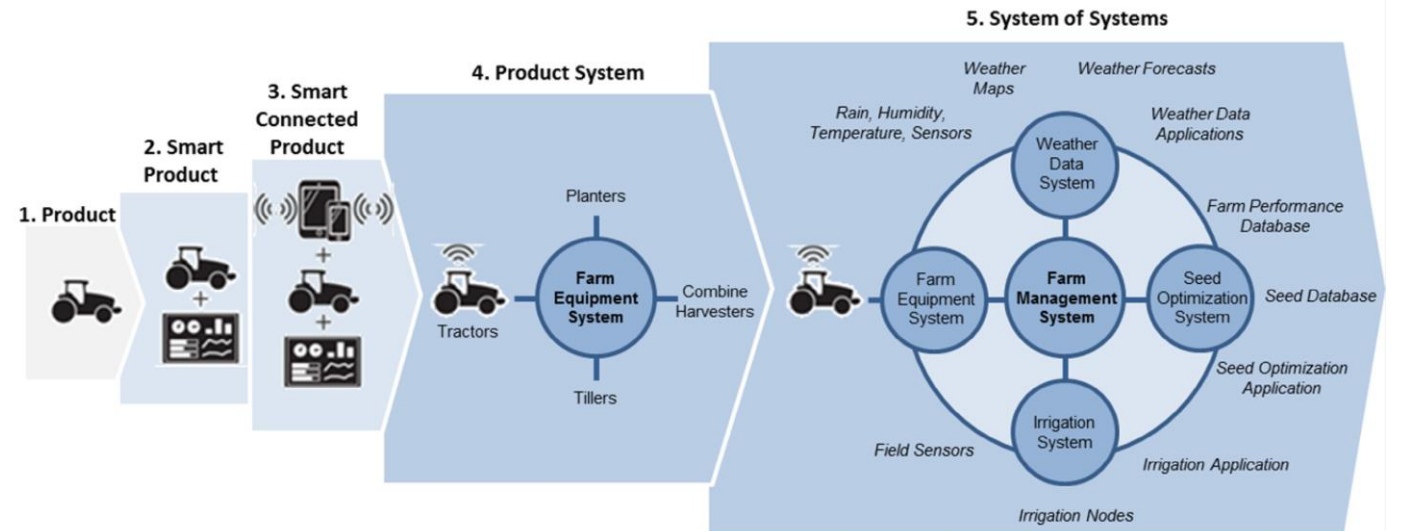 1. Product
2. Smart
Product
3. Smart
Connected
Product
4. Product System
Planters
Tractors
Farm
Equipment
System
Combine
Harvesters
Tillers
5. System of Systems
Weather
Maps
Weather Forecasts
Rain, Humidity,
Temperature, Sensors
Weather Data
Applications
Weather
Data
System
Farm Performance
Database
Farm
Equipment
System
Farm
Management
System
Seed
Optimization
System
Seed Database
Seed Optimization
Application
Irrigation
System
Field Sensors
Irrigation Application
Irrigation Nodes